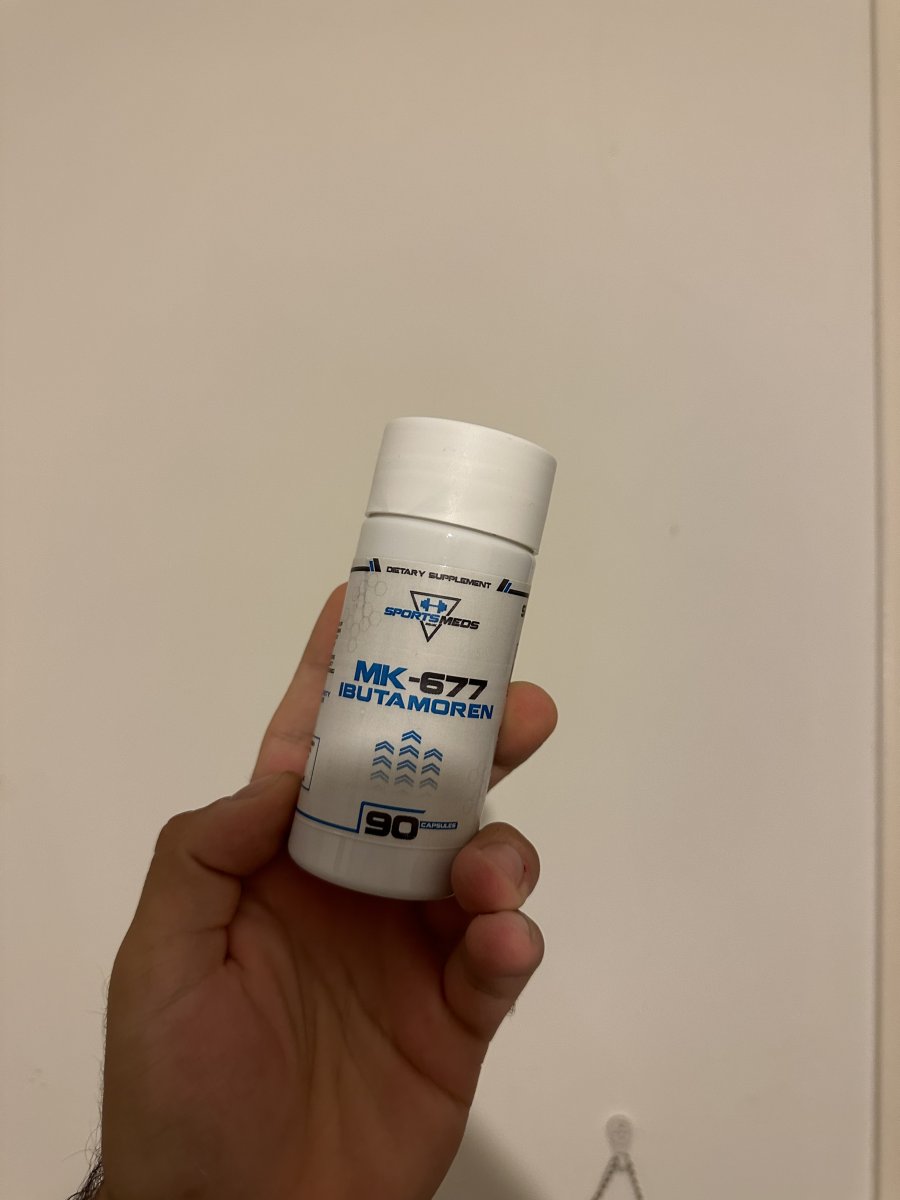 DIETARY SUPPLEMENT
SPORTSMEDS
MK-677
IBUTAMOREN
90 CAPSULES